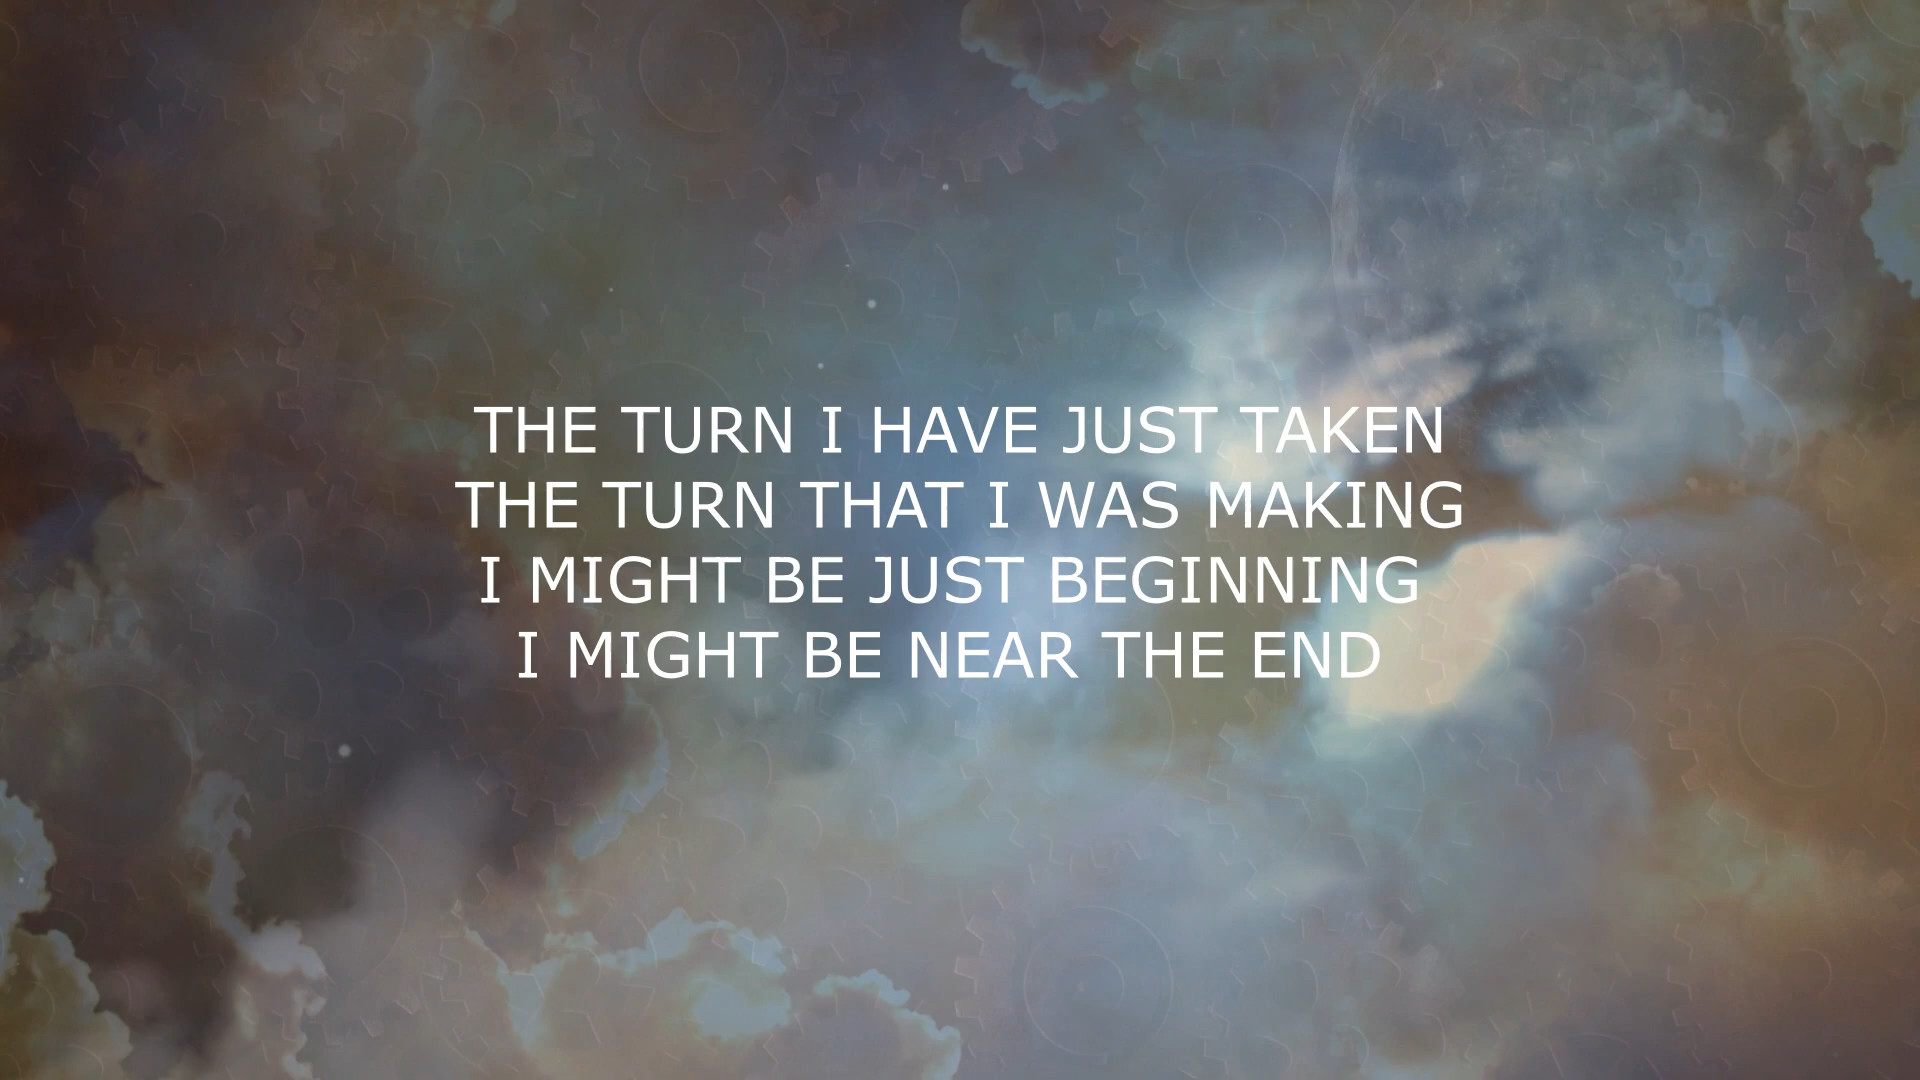 THE TURN I HAVE JUST TAKEN
THE TURN THAT I WAS MAKING
I MIGHT BE JUST BEGINNING
I MIGHT BE NEAR THE END